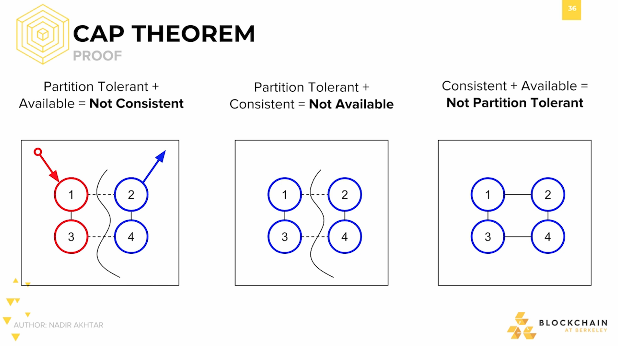 36
CAP THEOREM
PROOF
Partition Tolerant +
Available = Not Consistent
Partition Tolerant +
Consistent = Not Available
Consistent + Available =
Not Partition Tolerant
1
2
3
4
1
2
3
4
1
2
3
4
AUTHOR: NADIR AKHTAR
BLOCKCHAIN
AT BERKELEY